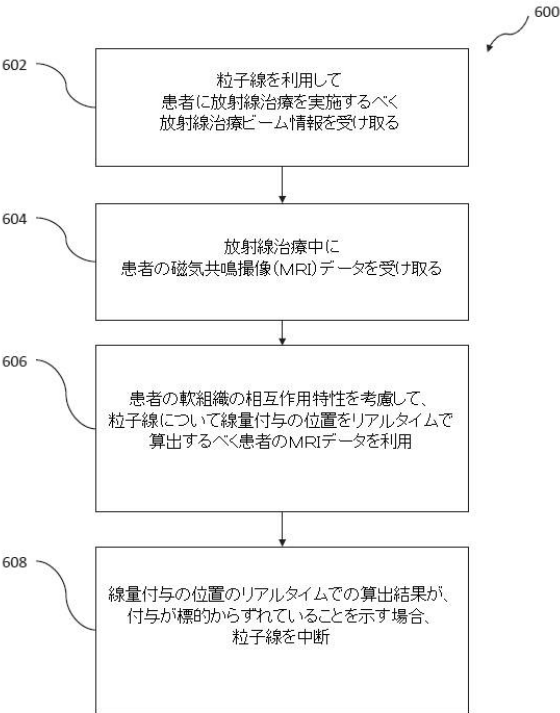 600
602
粒子線を利用して
患者に放射線治療を実施するべく
放射線治療ビーム情報を受け取る
604
放射線治療中に
患者の磁気共鳴撮像(MRI)データを受け取る
606
患者の軟組織の相互作用特性を考慮して、
粒子線について線量付与の位置をリアルタイムで
算出するべく患者のMRIデータを利用
608
線量付与の位置のリアルタイムでの算出結果が、
付与が標的からずれていることを示す場合、
粒子線を中断